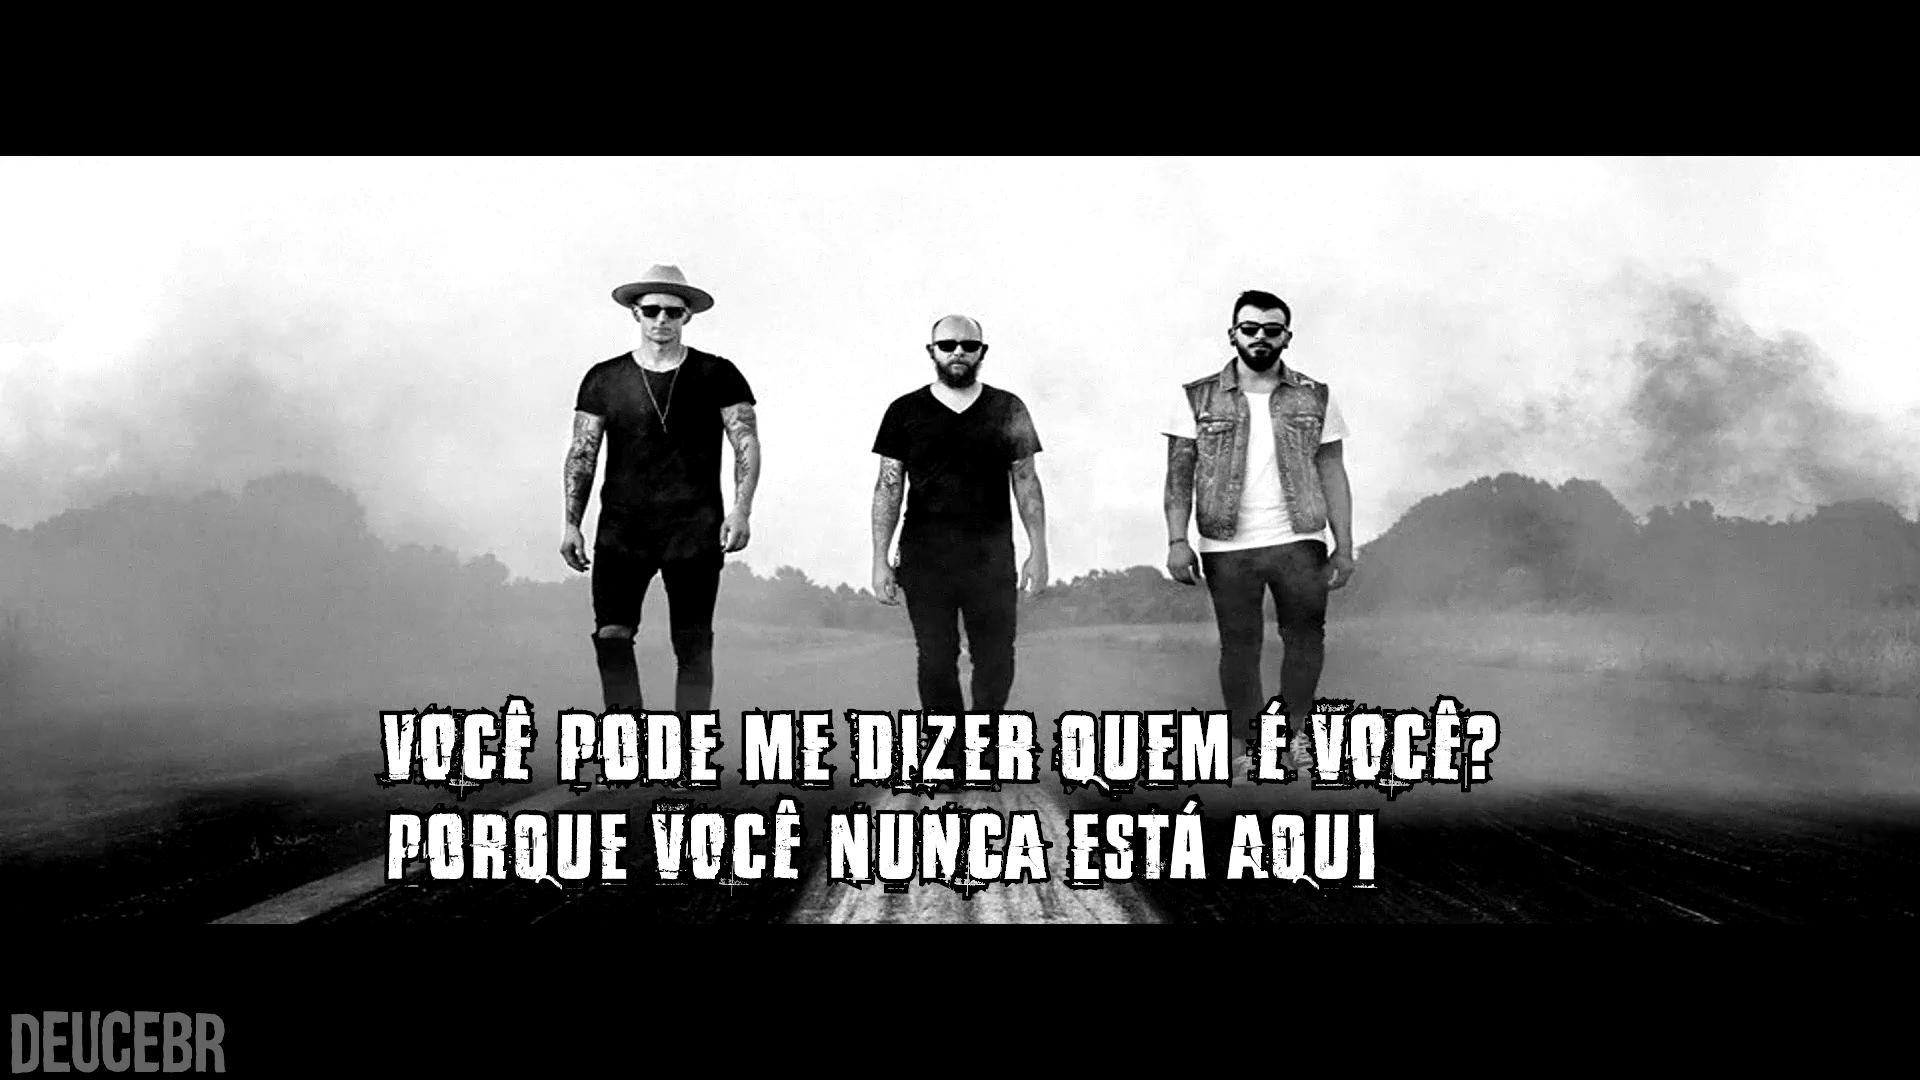 VOCÊ PODE ME DIZER QUEM É VOCÊ?
PORQUE VOCÊ NUNCA ESTÁ AQUI
DEUCEBR